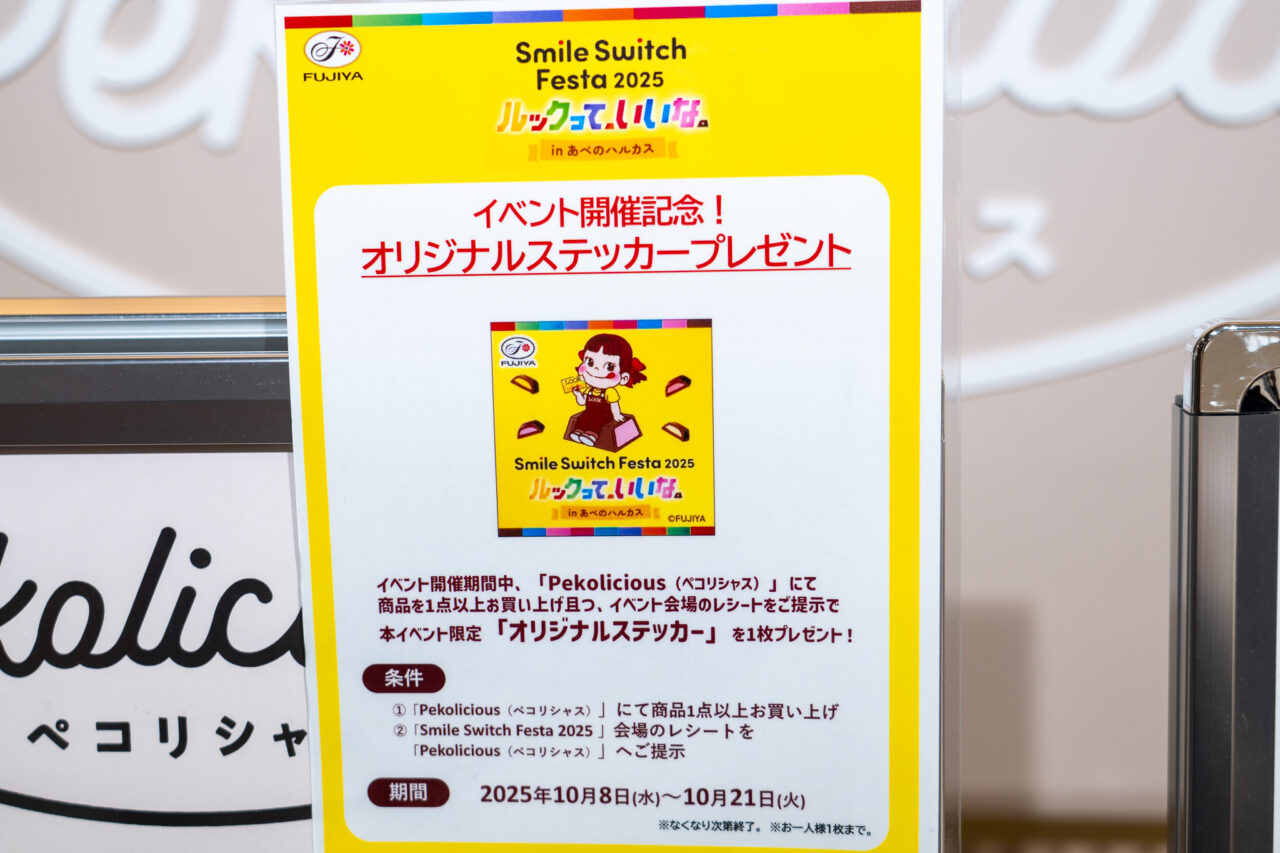 FUJIYA
Smile Switch
Festa 2025
ルックって、いいな。
in あべのハルカス
イベント開催記念！
オリジナルステッカープレゼント
FUJIYA
LOOK
LOOK
Smile Switch Festa 2025
ルックって、いいな。
in あべのハルカス
©FUJIYA
イベント開催期間中、「Pekolicious（ペコリシャス）」にて
商品を1点以上お買い上げ且つ、イベント会場のレシートをご提示で
本イベント限定「オリジナルステッカー」を1枚プレゼント！
条件
①「Pekolicious（ペコリシャス）」にて商品1点以上お買い上げ
②「Smile Switch Festa 2025」会場のレシートを
「Pekolicious（ペコリシャス）」へご提示
期間 2025年10月8日(水)～10月21日(火)
※なくなり次第終了。 ※お一人様1枚まで。
ペコリシャ
ス